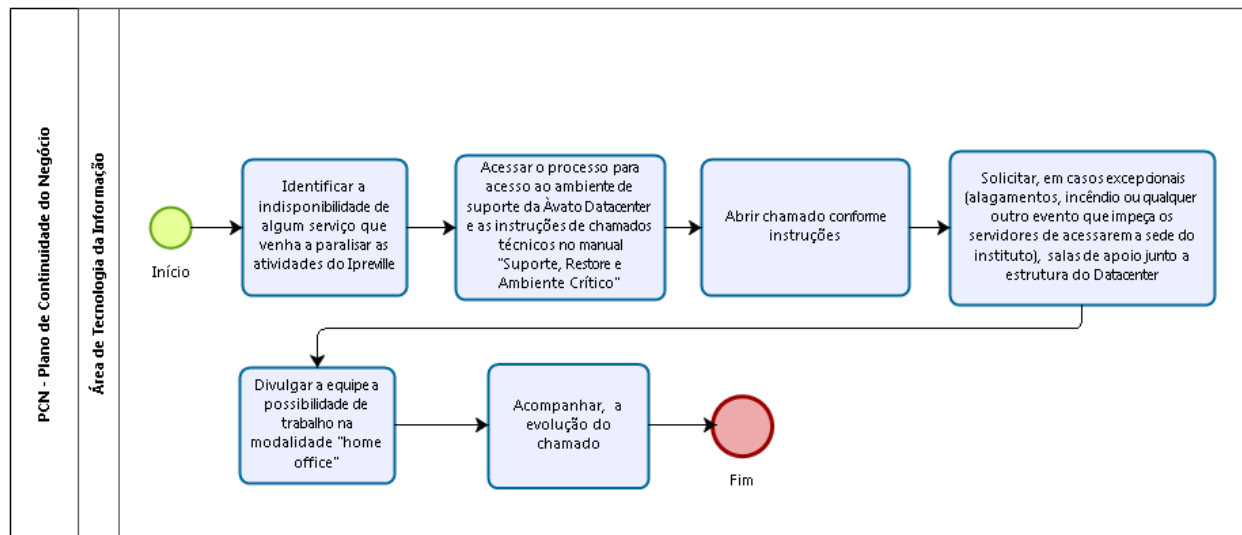 PCN - Plano de Continuidade do Negócio
Área de Tecnologia da Informação
Início
Identificar a
indisponibilidade de
algum serviço que
venha a paralisar as
atividades do Ipreville
Acessar o processo para
acesso ao ambiente de
suporte da Àvato Datacenter
e as instruções de chamados
técnicos no manual
"Suporte, Restore e
Ambiente Crítico"
Abrir chamado conforme
instruções
Solicitar, em casos excepcionais
(alagamentos, incêndio ou qualquer
outro evento que impeça os
servidores de acessarem a sede do
instituto), salas de apoio junto a
estrutura do Datacenter
Divulgar a equipe a
possibilidade de
trabalho na
modalidade "home
office"
Acompanhar, a
evolução do
chamado
Fim